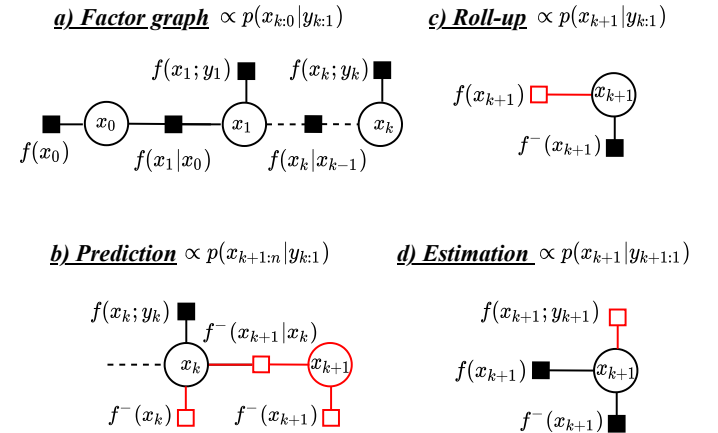 a) Factor graph ∝ p(x_{k:0}|y_{k:1})
f(x_1; y_1)
f(x_k; y_k)
x_0
x_1
x_k
f(x_0)
f(x_1|x_0)
f(x_k|x_{k−1})
c) Roll-up ∝ p(x_{k+1}|y_{k:1})
f(x_{k+1})
x_{k+1}
f^−(x_{k+1})
b) Prediction ∝ p(x_{k+1:n}|y_{k:1})
f(x_k; y_k)
f^−(x_{k+1}|x_k)
x_k
x_{k+1}
f^−(x_k)
f^−(x_{k+1})
d) Estimation ∝ p(x_{k+1}|y_{k+1:1})
f(x_{k+1}; y_{k+1})
f(x_{k+1})
x_{k+1}
f^−(x_{k+1})